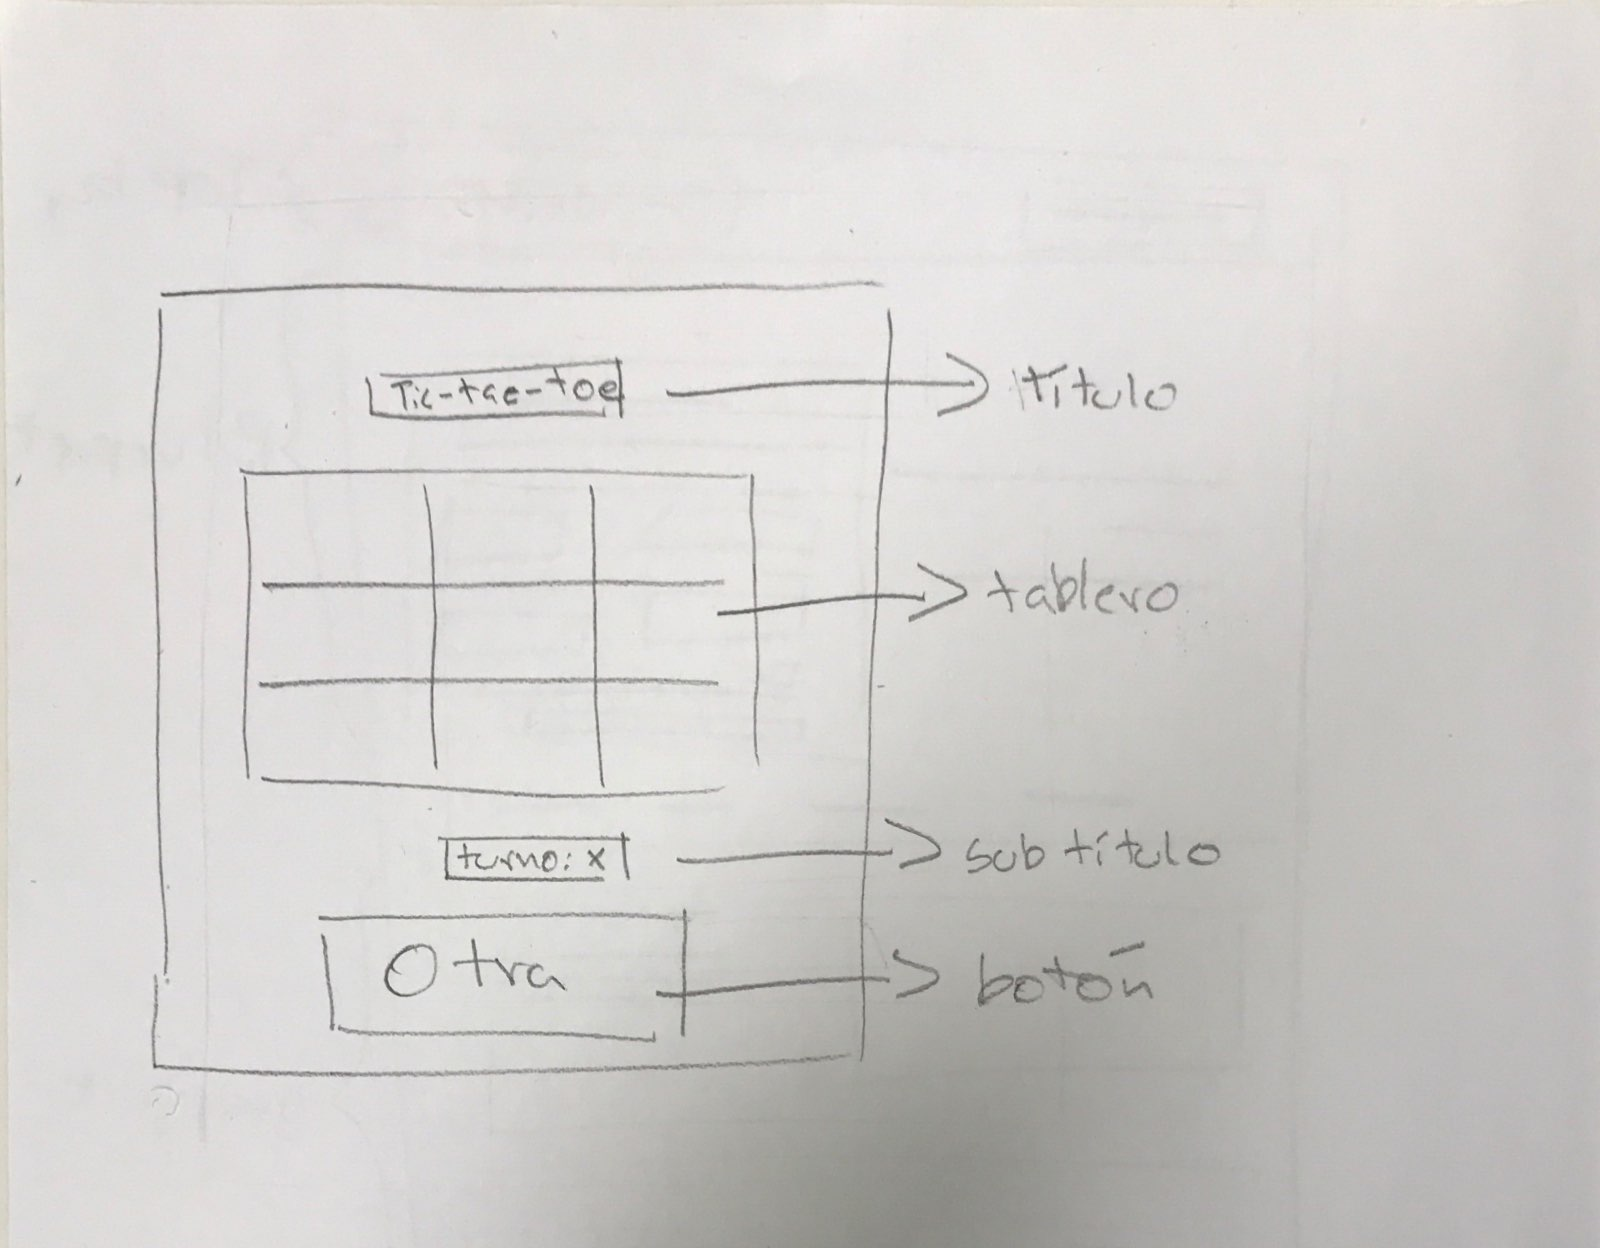 Tic-tac-toe
título
tablero
turno: x
subtítulo
Otra
botón